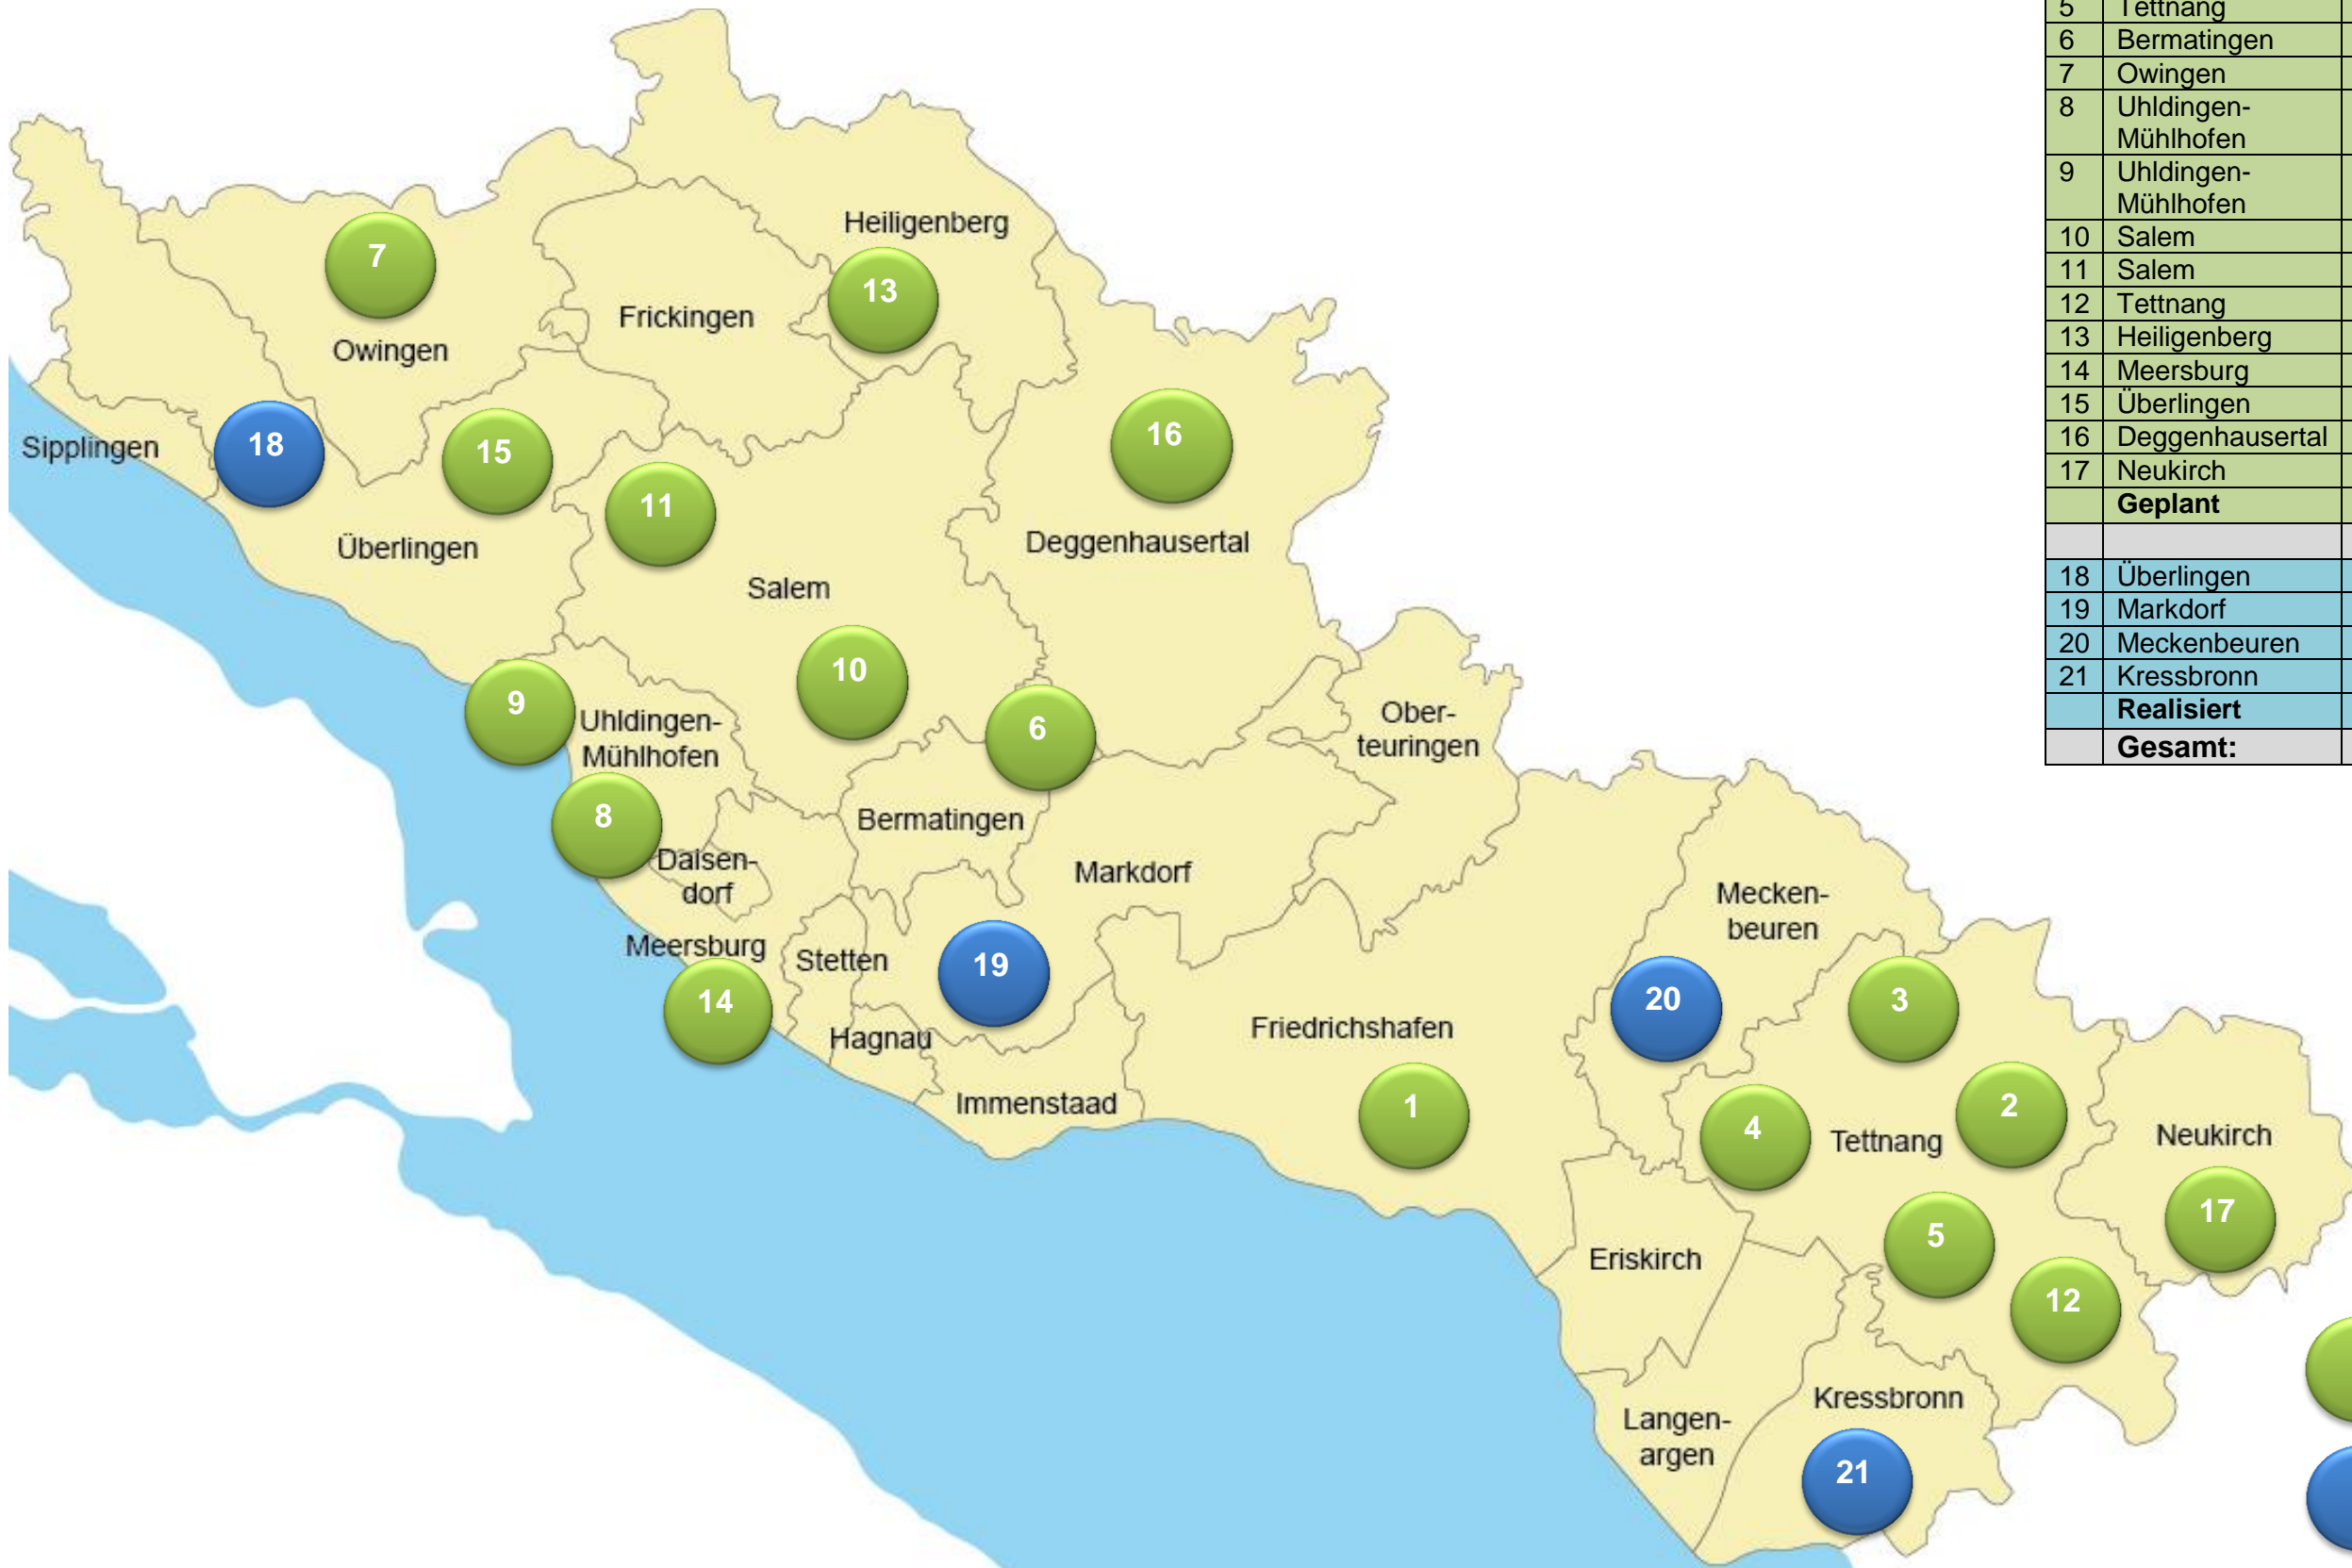 5 Tettnang
6 Bermatingen
7 Owingen
8 Uhldingen-
Mühlhofen
9 Uhldingen-
Mühlhofen
10 Salem
11 Salem
12 Tettnang
13 Heiligenberg
14 Meersburg
15 Überlingen
16 Deggenhausertal
17 Neukirch
Geplant
18 Überlingen
19 Markdorf
20 Meckenbeuren
21 Kressbronn
Realisiert
Gesamt:
Heiligenberg
7
13
Frickingen
Owingen
16
Sipplingen
18
15
11
Deggenhausertal
Überlingen
Salem
10
9
Uhldingen-
Mühlhofen
6
Ober-
teuringen
8
Bermatingen
Daisen-
dorf
Markdorf
Mecken-
beuren
Meersburg
Stetten
19
14
20
3
Hagnau
Friedrichshafen
Immenstaad
1
4
2
Tettnang
Neukirch
17
5
Eriskirch
12
Kressbronn
Langen-
argen
21